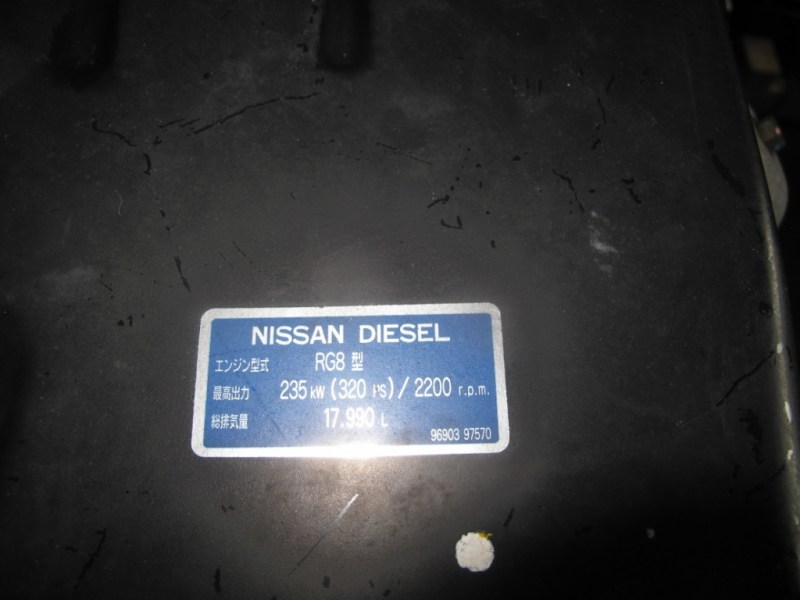 NISSAN DIESEL
エンジン型式 RG8 型
最高出力 235 kW (320 PS) / 2200 r.p.m.
総排気量 17.990 L
96903 97570